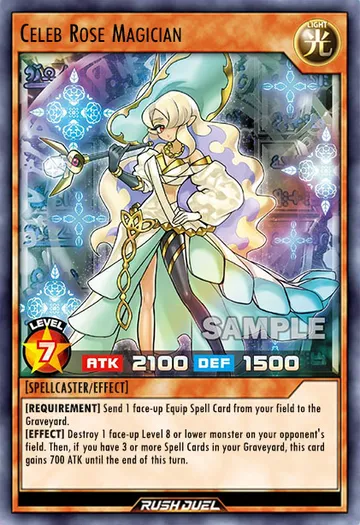 CELEB ROSE MAGICIAN
LIGHT
光
SAMPLE
LEVEL
7
ATK 2100 DEF 1500
[SPELLCASTER/EFFECT]
[REQUIREMENT] Send 1 face-up Equip Spell Card from your field to the
Graveyard.
[EFFECT] Destroy 1 face-up Level 8 or lower monster on your opponent's
field. Then, if you have 3 or more Spell Cards in your Graveyard, this card
gains 700 ATK until the end of this turn.
RUSH DUEL